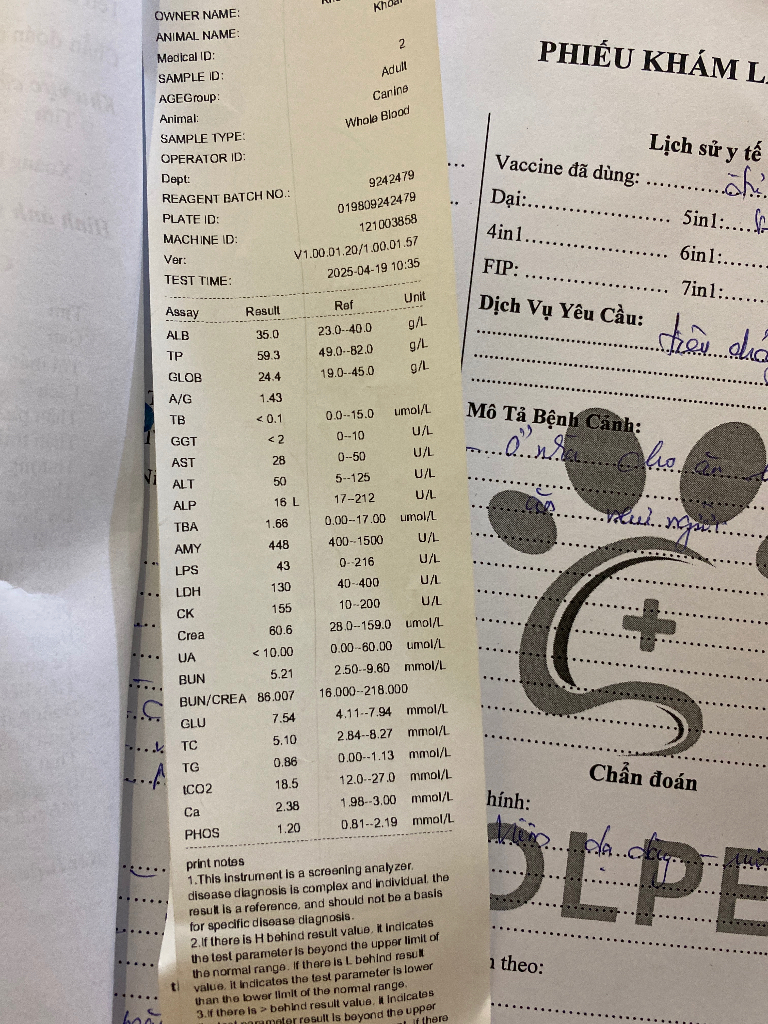 OWNER NAME:
ANIMAL NAME: Khoai
Medical ID:
SAMPLE ID: 2
AGEGroup: Adult
Animal: Canine
SAMPLE TYPE: Whole Blood
OPERATOR ID:
Dept:
REAGENT BATCH NO.: 9242479
PLATE ID: 019809242479
MACHINE ID: 121003858
Ver: V1.00.01.20/1.00.01.57
TEST TIME: 2025-04-19 10:35
Assay Result Ref Unit
ALB 35.0 23.0--40.0 g/L
TP 59.3 49.0--82.0 g/L
GLOB 24.4 19.0--45.0 g/L
A/G 1.43
TB < 0.1 0.0--15.0 umol/L
GGT < 2 0--10 U/L
AST 28 0--50 U/L
ALT 50 5--125 U/L
ALP 16 L 17--212 U/L
TBA 1.66 0.00--17.00 umol/L
AMY 448 400--1500 U/L
LPS 43 0--216 U/L
LDH 130 40--400 U/L
CK 155 10--200 U/L
Crea 60.6 28.0--159.0 umol/L
UA < 10.00 0.00--60.00 umol/L
BUN 5.21 2.50--9.60 mmol/L
BUN/CREA 86.007 16.000--218.000
GLU 7.54 4.11--7.94 mmol/L
TC 5.10 2.84--8.27 mmol/L
TG 0.86 0.00--1.13 mmol/L
tCO2 18.5 12.0--27.0 mmol/L
Ca 2.38 1.98--3.00 mmol/L
PHOS 1.20 0.81--2.19 mmol/L
print notes
1.This instrument is a screening analyzer,
disease diagnosis is complex and individual, the
result is a reference, and should not be a basis
for specific disease diagnosis.
2.If there is H behind result value, it indicates
the test parameter is beyond the upper limit of
the normal range. If there is L behind result
value, it indicates the test parameter is lower
than the lower limit of the normal range.
3.If there is > behind result value, it indicates
test parameter result is beyond the upper
if there
PHIẾU KHÁM
Lịch sử y tế
Vaccine đã dùng:
Dại: 5in1:
4in1 6in1:
FIP: 7in1:
Dịch Vụ Yêu Cầu:
Mô Tả Bệnh Cảnh:
- Ở nhà cho ăn
ăn
Chẩn đoán
hính:
Viêm dạ dày -
OLPE
theo: